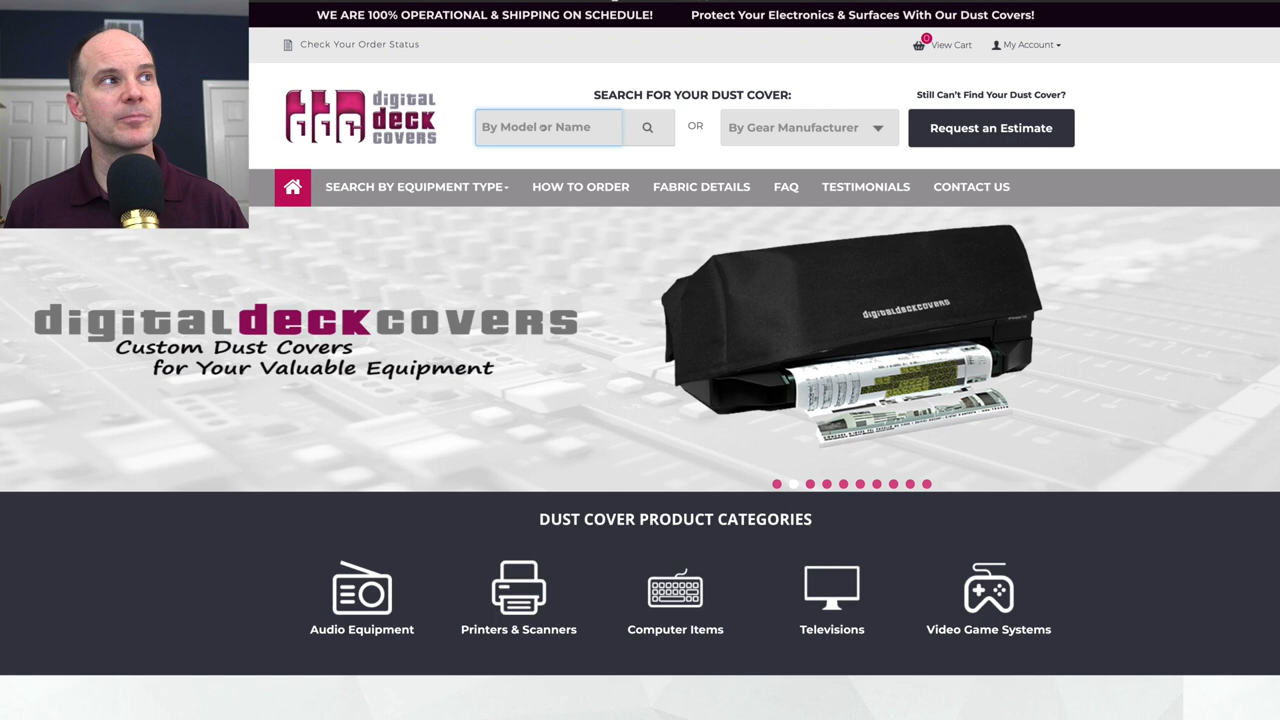 WE ARE 100% OPERATIONAL & SHIPPING ON SCHEDULE! Protect Your Electronics & Surfaces With Our Dust Covers!
Check Your Order Status
0
View Cart
My Account
digital
deck
covers
SEARCH FOR YOUR DUST COVER:
By Model or Name
OR
By Gear Manufacturer
Still Can't Find Your Dust Cover?
Request an Estimate
SEARCH BY EQUIPMENT TYPE HOW TO ORDER FABRIC DETAILS FAQ TESTIMONIALS CONTACT US
digitaldeckcovers
Custom Dust Covers
for Your Valuable Equipment
digitaldeckcovers
DUST COVER PRODUCT CATEGORIES
Audio Equipment
Printers & Scanners
Computer Items
Televisions
Video Game Systems